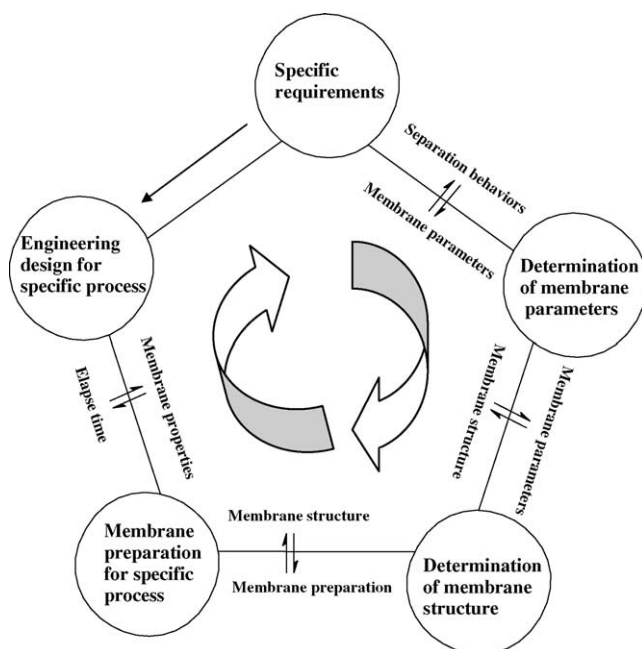 Specific
requirements
Separation behaviors
Membrane parameters
Engineering
design for
specific process
Determination
of membrane
parameters
Elapse time
Membrane properties
Membrane structure
Membrane parameters
Membrane
preparation
for specific
process
Membrane structure
Membrane preparation
Determination
of membrane
structure